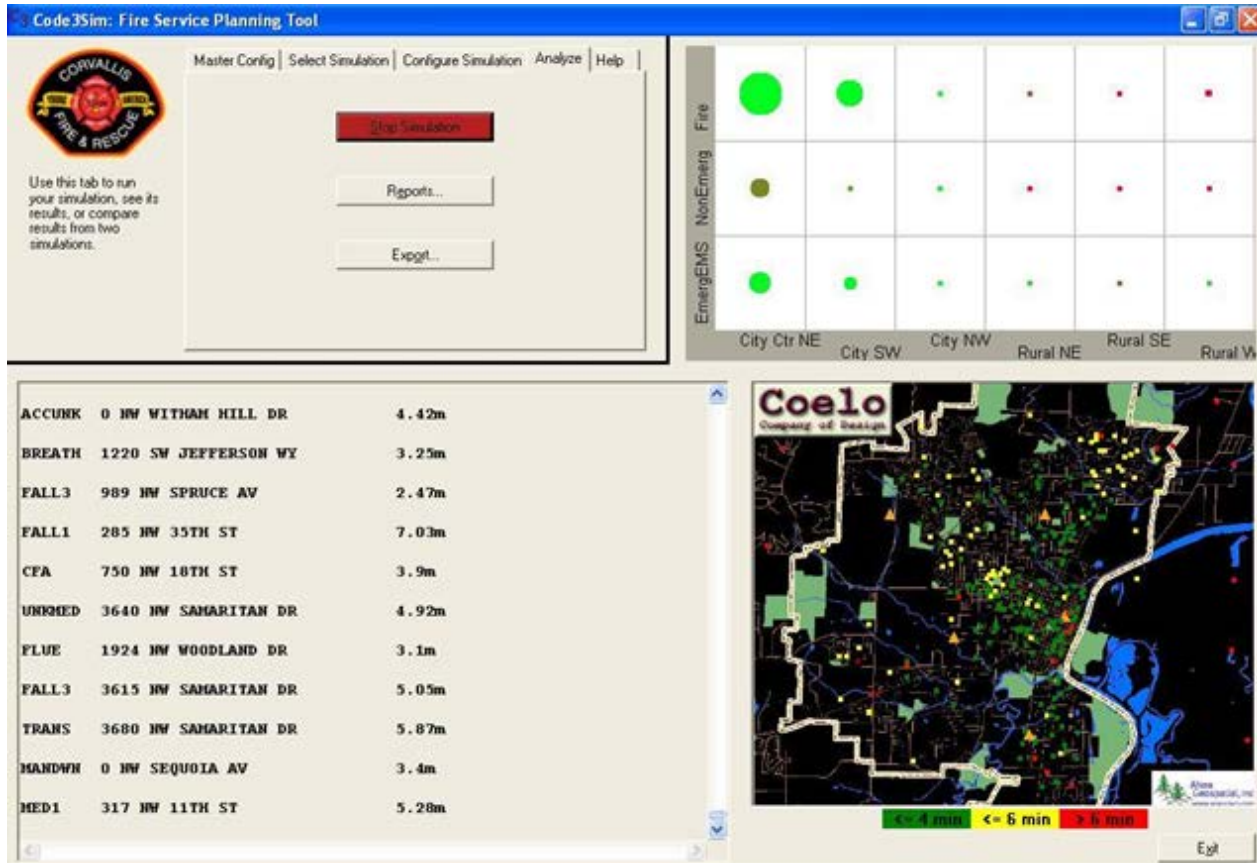 Code3Sim: Fire Service Planning Tool
Master Config Select Simulation Configure Simulation Analyze Help
CORVALLIS
FIRE & RESCUE
Use this tab to run
your simulation, see its
results, or compare
results from two
simulations.
Stop Simulation
Reports...
Export...
Fire
NonEmerg
EmergEMS
City Ctr NE
City SW
City NW
Rural NE
Rural SE
Rural W
ACCUNK 0 NW WITHAM HILL DR 4.42m
BREATH 1220 SW JEFFERSON WY 3.25m
FALL3 989 NW SPRUCE AV 2.47m
FALL1 285 NW 35TH ST 7.03m
CFA 750 NW 18TH ST 3.9m
UNKMED 3640 NW SAMARITAN DR 4.92m
FLUE 1924 NW WOODLAND DR 3.1m
FALL3 3615 NW SAMARITAN DR 5.05m
TRANS 3680 NW SAMARITAN DR 5.87m
MANDWN 0 NW SEQUOIA AV 3.4m
MED1 317 NW 11TH ST 5.28m
Coelo
Company of Design
<= 4 min <= 6 min > 6 min
Exit